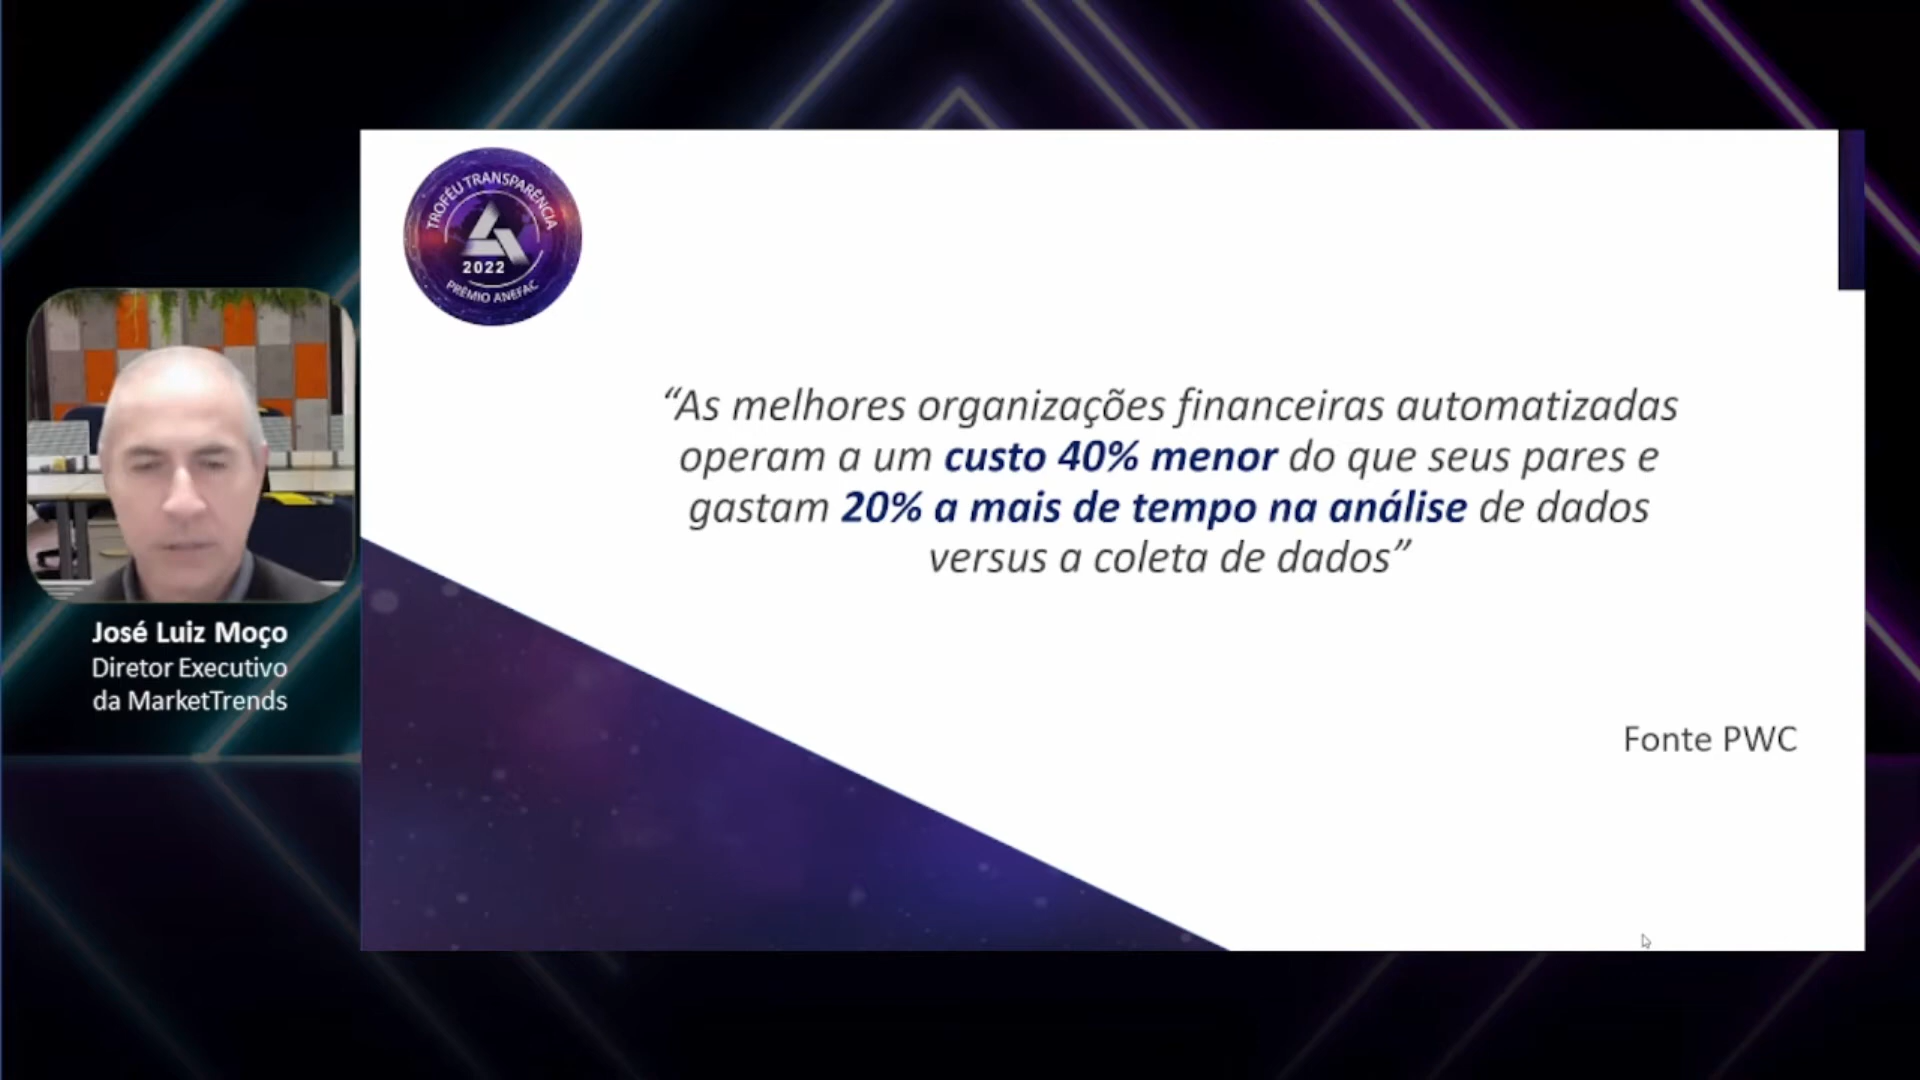 TROFÉU TRANSPARÊNCIA
2022
PRÊMIO ANEFAC
“As melhores organizações financeiras automatizadas
operam a um custo 40% menor do que seus pares e
gastam 20% a mais de tempo na análise de dados
versus a coleta de dados”
Fonte PWC
José Luiz Moço
Diretor Executivo
da MarketTrends